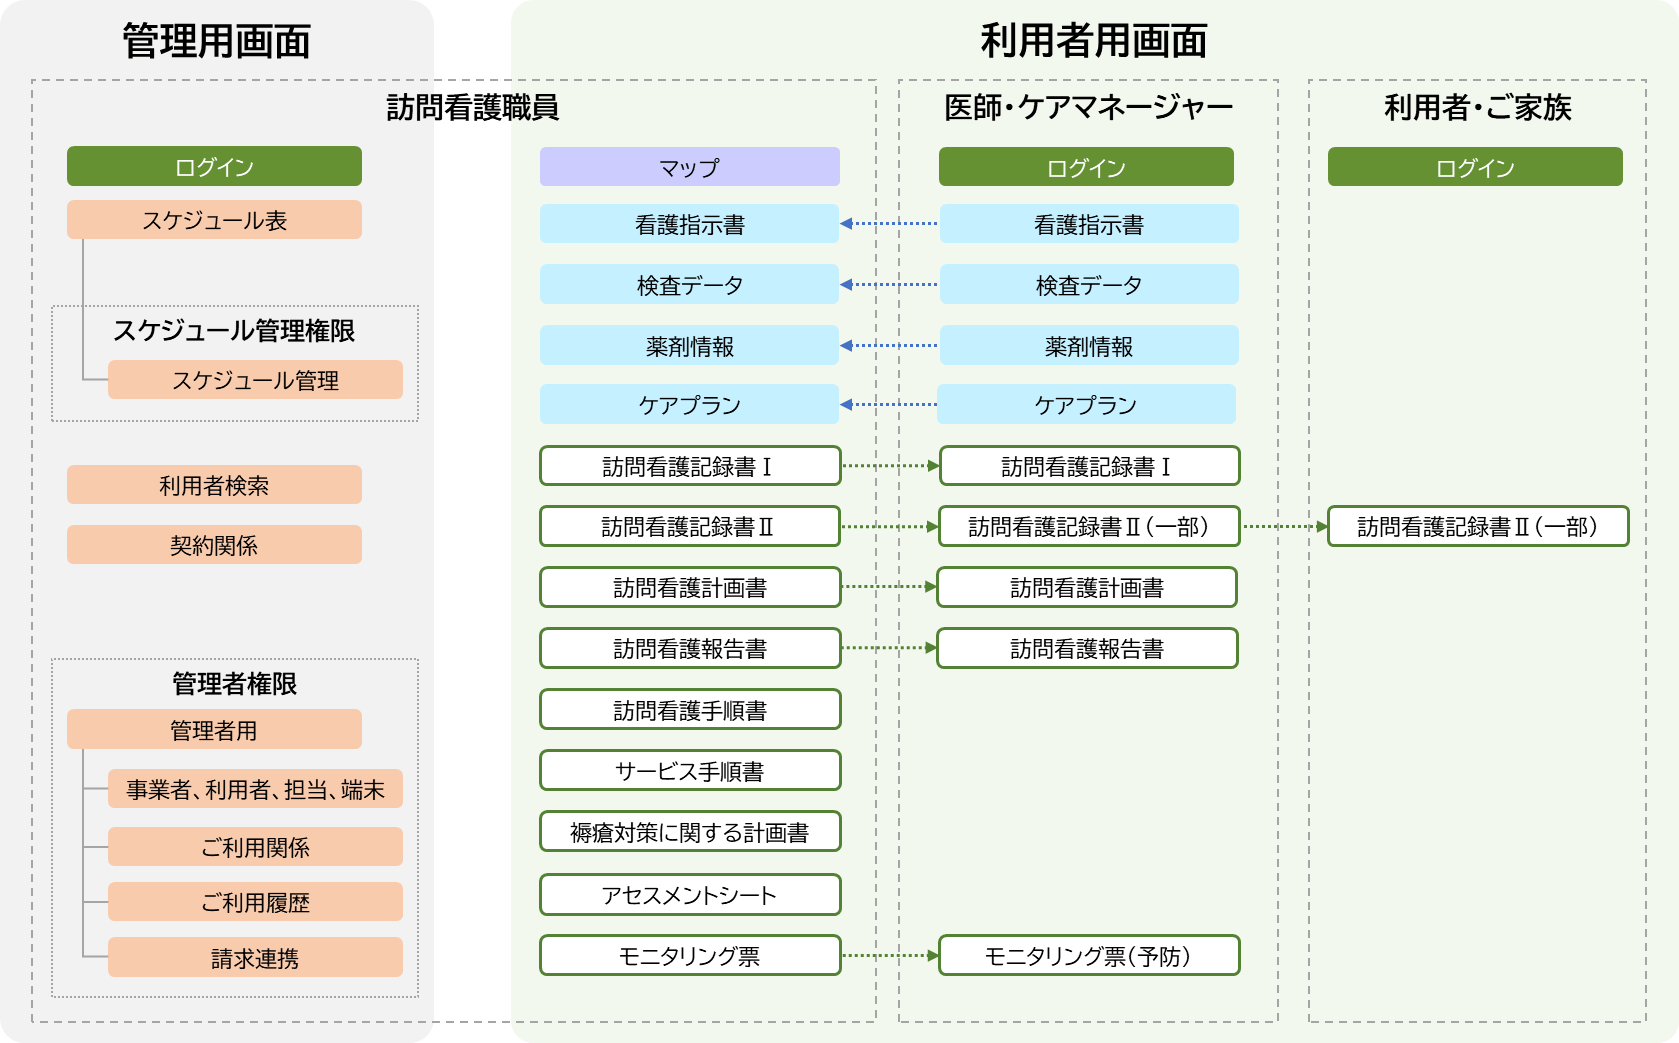 管理用画面
利用者用画面
訪問看護職員
ログイン
スケジュール表
スケジュール管理権限
スケジュール管理
利用者検索
契約関係
管理者権限
管理者用
事業者、利用者、担当、端末
ご利用関係
ご利用履歴
請求連携
マップ
看護指示書
検査データ
薬剤情報
ケアプラン
訪問看護記録書Ⅰ
訪問看護記録書Ⅱ
訪問看護計画書
訪問看護報告書
訪問看護手順書
サービス手順書
褥瘡対策に関する計画書
アセスメントシート
モニタリング票
医師・ケアマネージャー
ログイン
看護指示書
検査データ
薬剤情報
ケアプラン
訪問看護記録書Ⅰ
訪問看護記録書Ⅱ（一部）
訪問看護計画書
訪問看護報告書
モニタリング票（予防）
利用者・ご家族
ログイン
訪問看護記録書Ⅱ（一部）